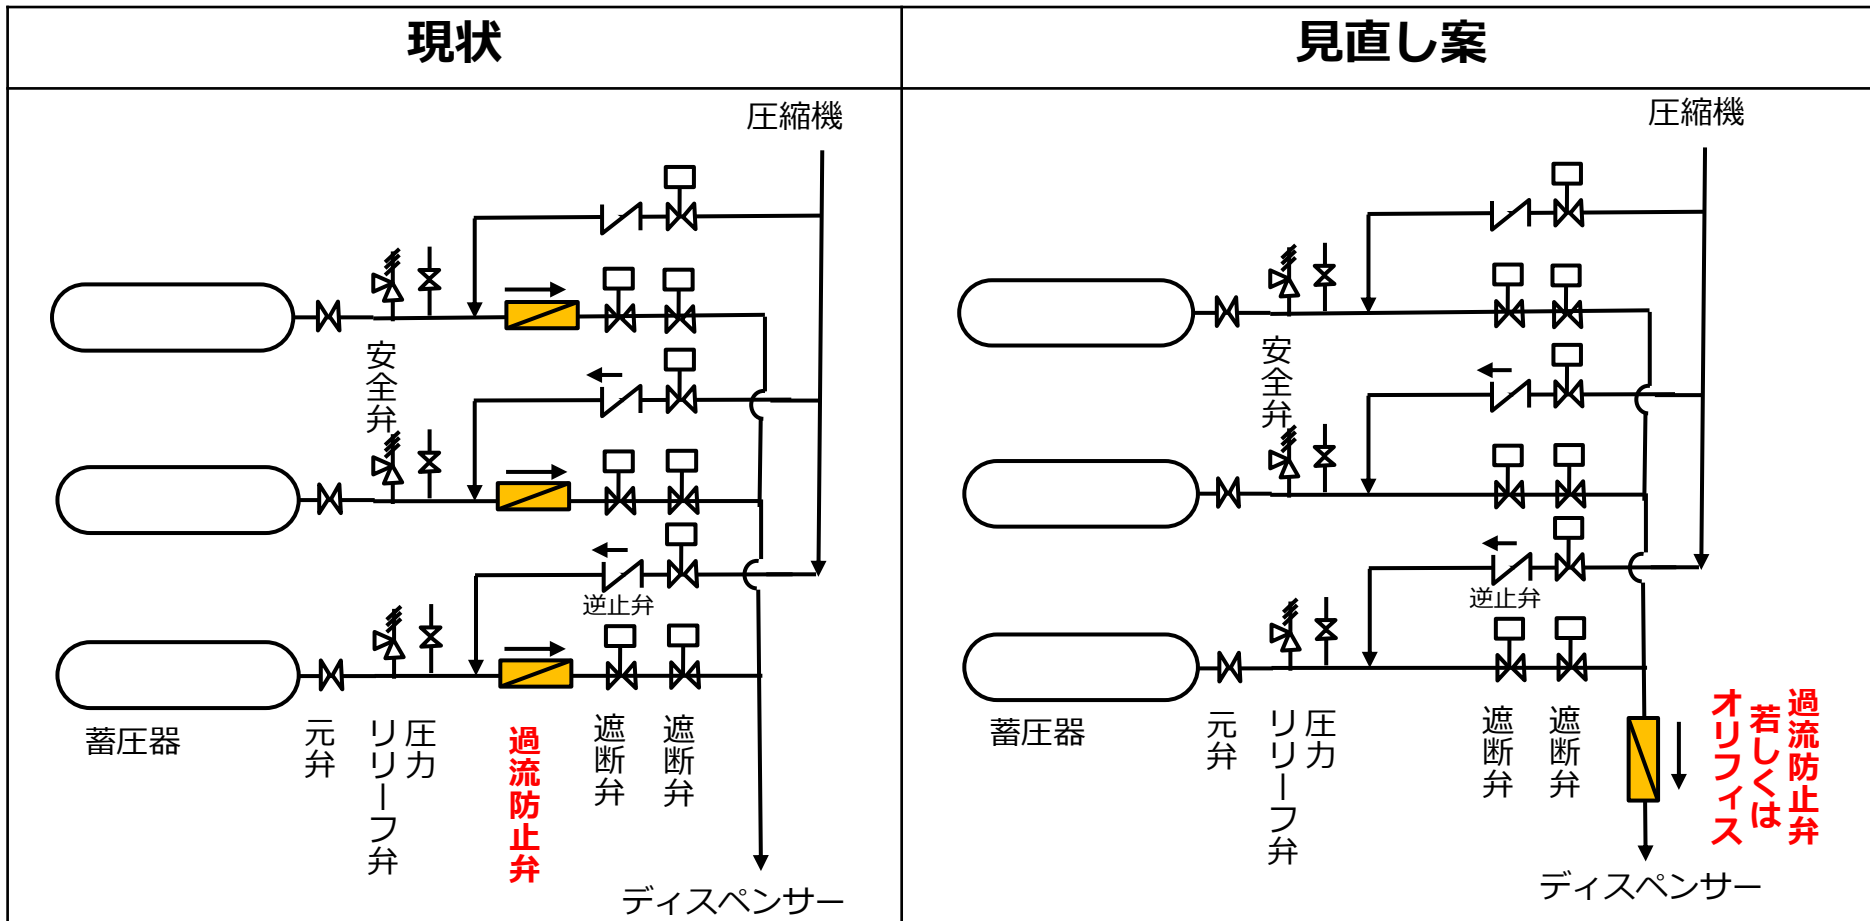 現状
見直し案
圧縮機
安全弁
逆止弁
蓄圧器
元弁
圧力
リリーフ弁
過流防止弁
遮断弁
遮断弁
ディスペンサー
圧縮機
安全弁
逆止弁
蓄圧器
元弁
圧力
リリーフ弁
遮断弁
遮断弁
過流防止弁
若しくは
オリフィス
ディスペンサー